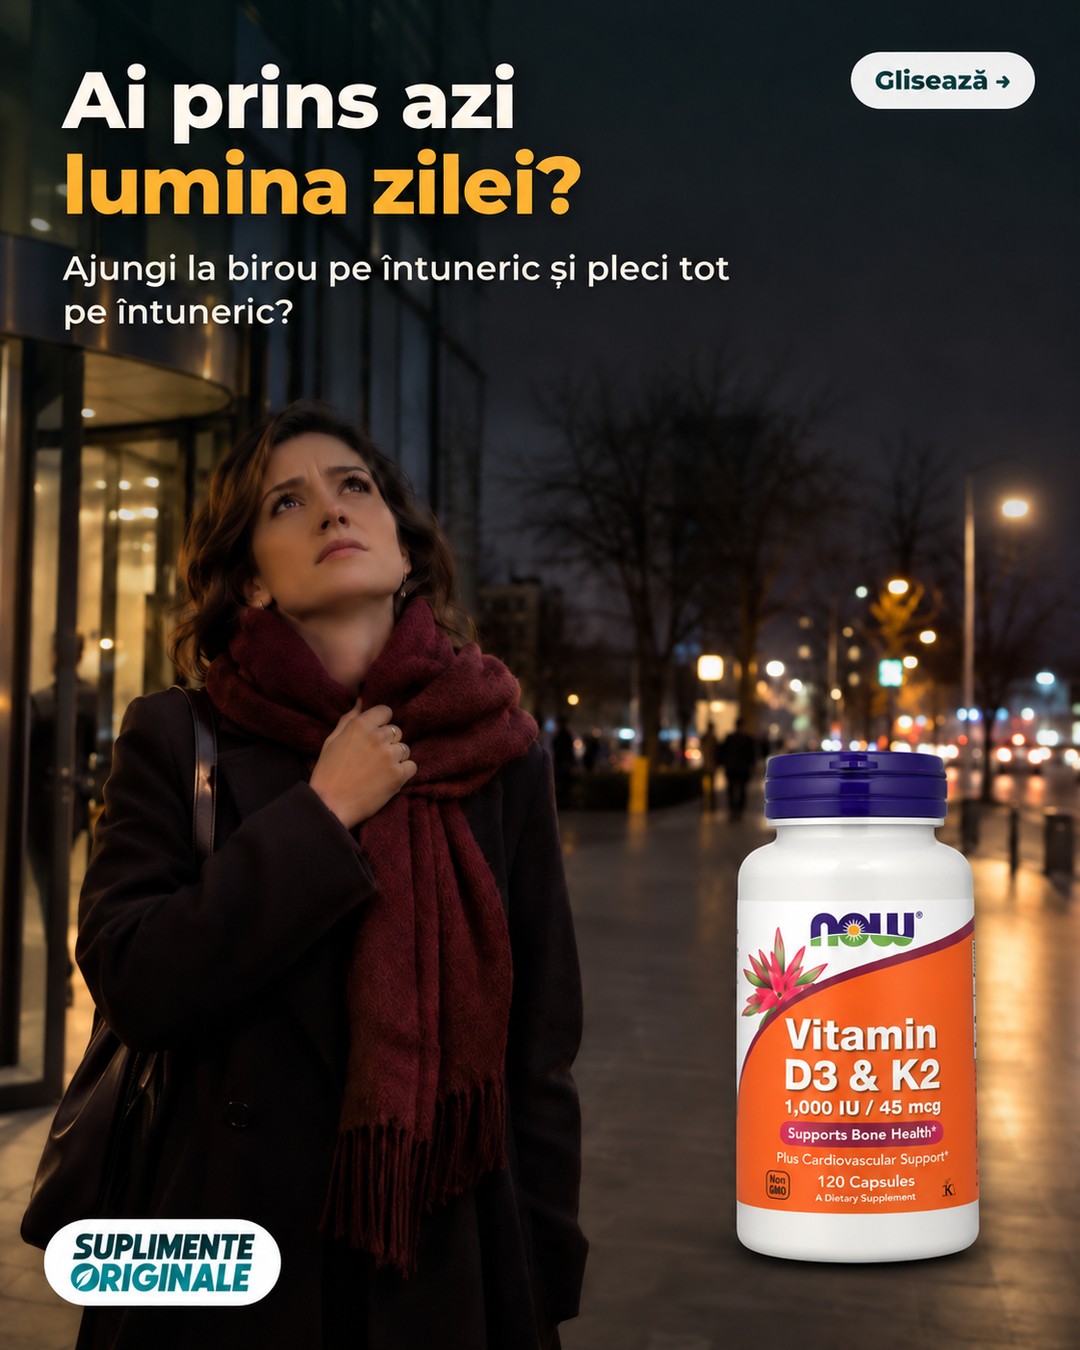 Ai prins azi
lumina zilei?
Glisează →
Ajungi la birou pe întuneric și pleci tot
pe întuneric?
NOW®
Vitamin
D3 & K2
1,000 IU / 45 mcg
Supports Bone Health*
Plus Cardiovascular Support*
Non
GMO
120 Capsules
A Dietary Supplement
K
SUPLIMENTE
ORIGINALE